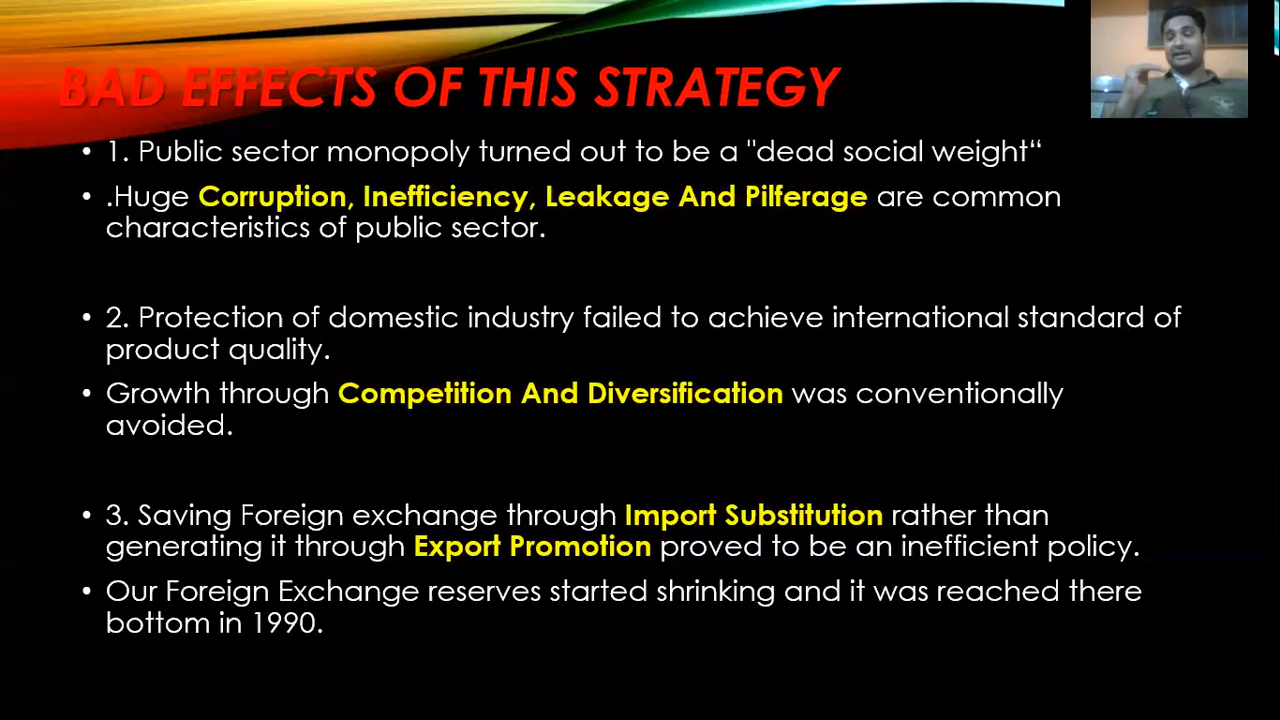 BAD EFFECTS OF THIS STRATEGY
• 1. Public sector monopoly turned out to be a "dead social weight“
• .Huge Corruption, Inefficiency, Leakage And Pilferage are common
characteristics of public sector.
• 2. Protection of domestic industry failed to achieve international standard of
product quality.
• Growth through Competition And Diversification was conventionally
avoided.
• 3. Saving Foreign exchange through Import Substitution rather than
generating it through Export Promotion proved to be an inefficient policy.
• Our Foreign Exchange reserves started shrinking and it was reached there
bottom in 1990.